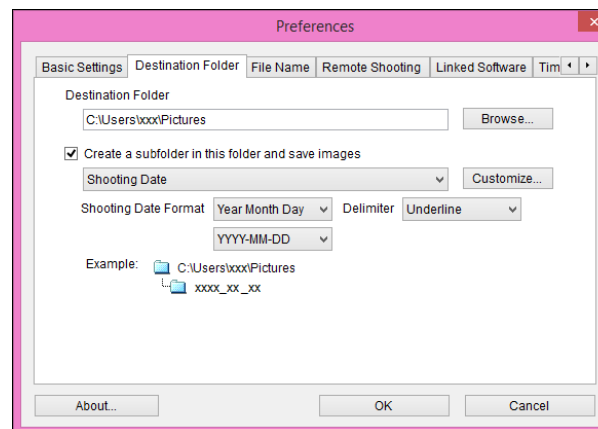 Preferences
Basic Settings Destination Folder File Name Remote Shooting Linked Software Tim
Destination Folder
C:\Users\xxx\Pictures Browse...
Create a subfolder in this folder and save images
Shooting Date Customize...
Shooting Date Format Year Month Day Delimiter Underline
YYYY-MM-DD
Example: C:\Users\xxx\Pictures
xxxx_xx_xx
About... OK Cancel